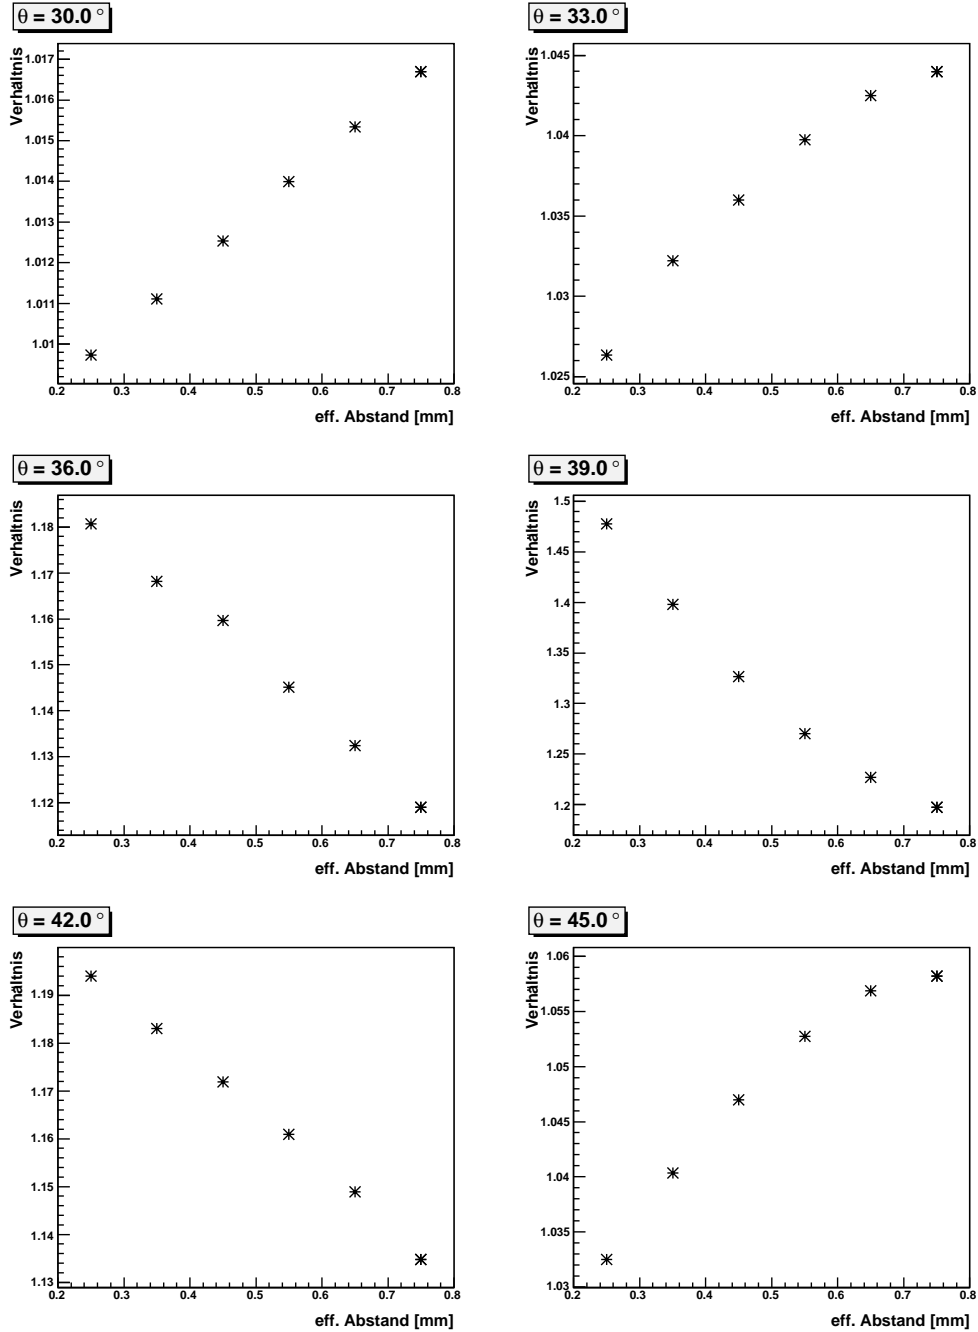 θ = 30.0 °
Verhältnis
1.017
1.016
1.015
1.014
1.013
1.012
1.011
1.01
0.2 0.3 0.4 0.5 0.6 0.7 0.8
eff. Abstand [mm]
θ = 33.0 °
Verhältnis
1.045
1.04
1.035
1.03
1.025
0.2 0.3 0.4 0.5 0.6 0.7 0.8
eff. Abstand [mm]
θ = 36.0 °
Verhältnis
1.18
1.17
1.16
1.15
1.14
1.13
1.12
0.2 0.3 0.4 0.5 0.6 0.7 0.8
eff. Abstand [mm]
θ = 39.0 °
Verhältnis
1.5
1.45
1.4
1.35
1.3
1.25
1.2
0.2 0.3 0.4 0.5 0.6 0.7 0.8
eff. Abstand [mm]
θ = 42.0 °
Verhältnis
1.19
1.18
1.17
1.16
1.15
1.14
1.13
0.2 0.3 0.4 0.5 0.6 0.7 0.8
eff. Abstand [mm]
θ = 45.0 °
Verhältnis
1.06
1.055
1.05
1.045
1.04
1.035
1.03
0.2 0.3 0.4 0.5 0.6 0.7 0.8
eff. Abstand [mm]